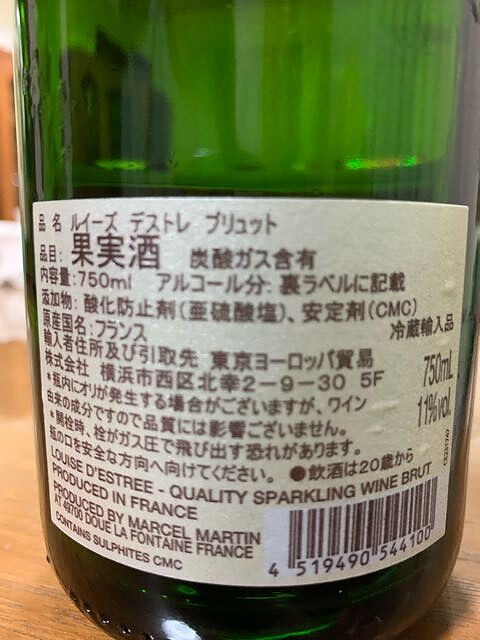 品 名 ルイーズ デストレ ブリュット
品目: 果実酒 炭酸ガス含有
内容量:750ml アルコール分: 裏ラベルに記載
添加物: 酸化防止剤(亜硫酸塩)、安定剤(CMC)
原産国名:フランス 冷蔵輸入品
輸入者住所及び引取先 東京ヨーロッパ貿易
株式会社 横浜市西区北幸2-9-30 5F
750mL
11%vol.
*瓶内にオリが発生する場合がございますが、ワイン
由来の成分ですので品質には影響ございません。
*開栓時、栓がガス圧で飛び出す恐れがあります。
瓶の口を安全な方向へ向けてください。 ●飲酒は20歳から
LOUISE D'ESTREE - QUALITY SPARKLING WINE BRUT
PRODUCED IN FRANCE
PRODUCED BY MARCEL MARTIN
AT 49700 DOUE LA FONTAINE FRANCE
CONTAINS SULPHITES CMC
4 519490 544100